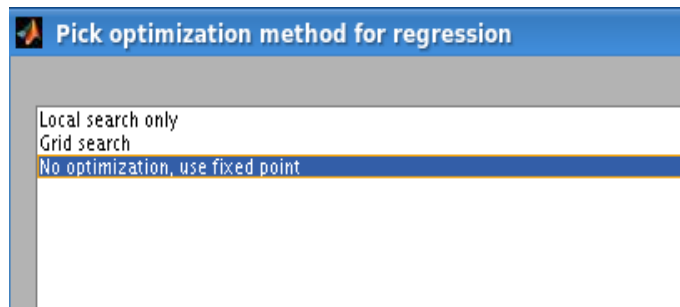 Pick optimization method for regression
Local search only
Grid search
No optimization, use fixed point